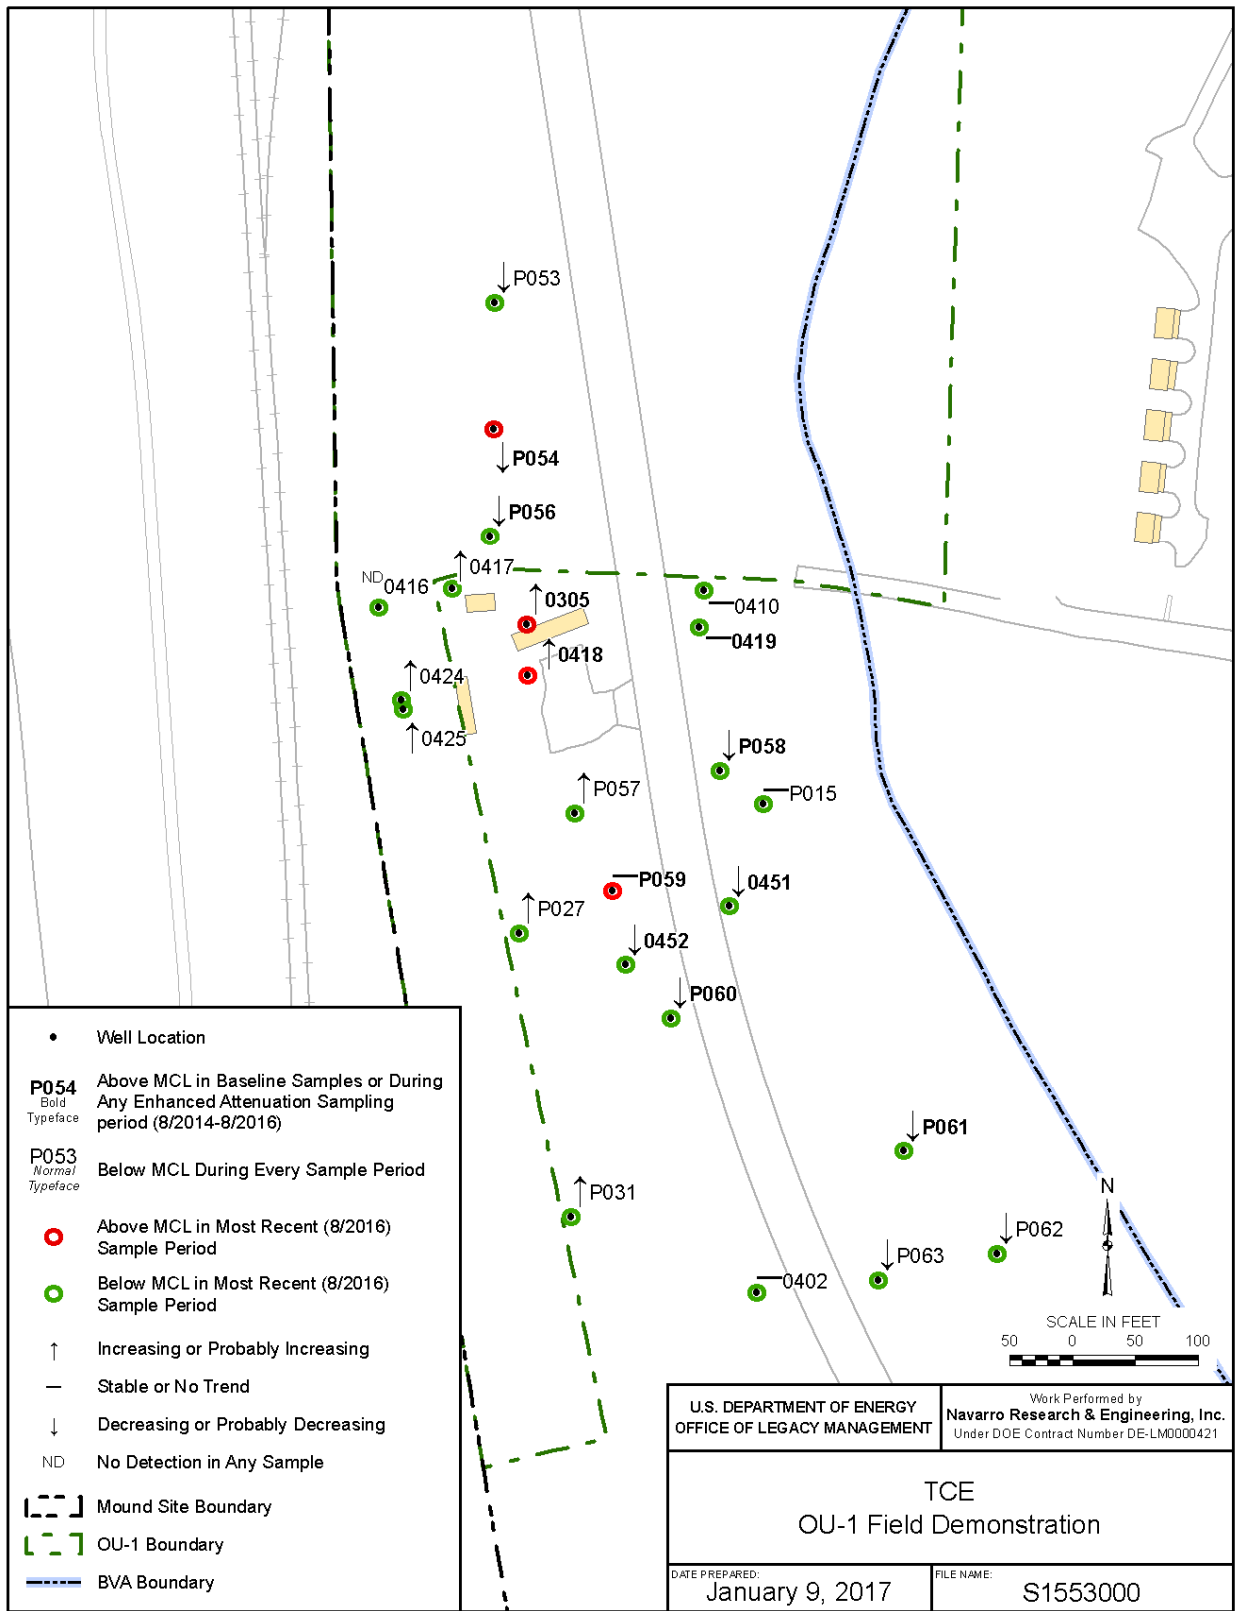 P053
P054
P056
0417
ND 0416
0305
0410
0418
0419
0424
0425
P058
P057
P015
P059
0451
P027
0452
P060
P061
P031
P062
P063
0402
Well Location
P054
Bold
Typeface
Above MCL in Baseline Samples or During
Any Enhanced Attenuation Sampling
period (8/2014-8/2016)
P053
Normal
Typeface
Below MCL During Every Sample Period
Above MCL in Most Recent (8/2016)
Sample Period
Below MCL in Most Recent (8/2016)
Sample Period
↑ Increasing or Probably Increasing
— Stable or No Trend
↓ Decreasing or Probably Decreasing
ND No Detection in Any Sample
Mound Site Boundary
OU-1 Boundary
BVA Boundary
N
SCALE IN FEET
50 0 50 100
U.S. DEPARTMENT OF ENERGY
OFFICE OF LEGACY MANAGEMENT
Work Performed by
Navarro Research & Engineering, Inc.
Under DOE Contract Number DE-LM0000421
TCE
OU-1 Field Demonstration
DATE PREPARED:
January 9, 2017
FILE NAME:
S1553000